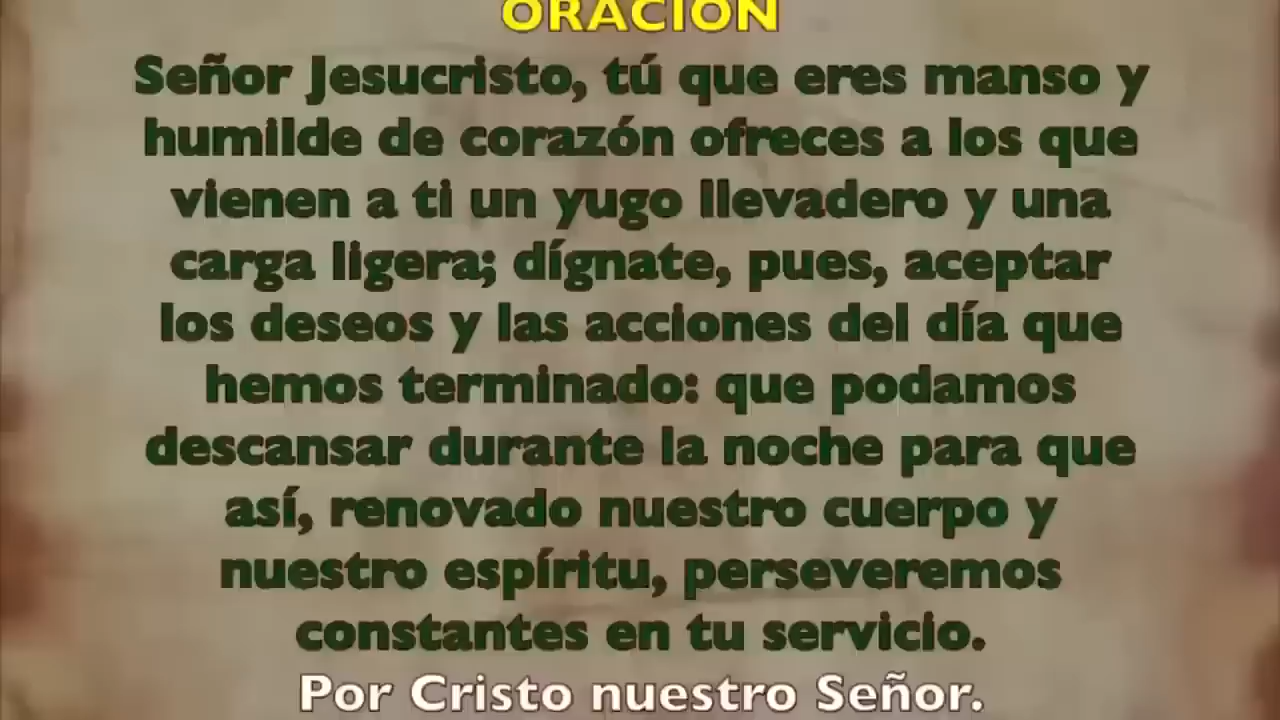 ORACIÓN
Señor Jesucristo, tú que eres manso y
humilde de corazón ofreces a los que
vienen a ti un yugo llevadero y una
carga ligera; dígnate, pues, aceptar
los deseos y las acciones del día que
hemos terminado: que podamos
descansar durante la noche para que
así, renovado nuestro cuerpo y
nuestro espíritu, perseveremos
constantes en tu servicio.
Por Cristo nuestro Señor.